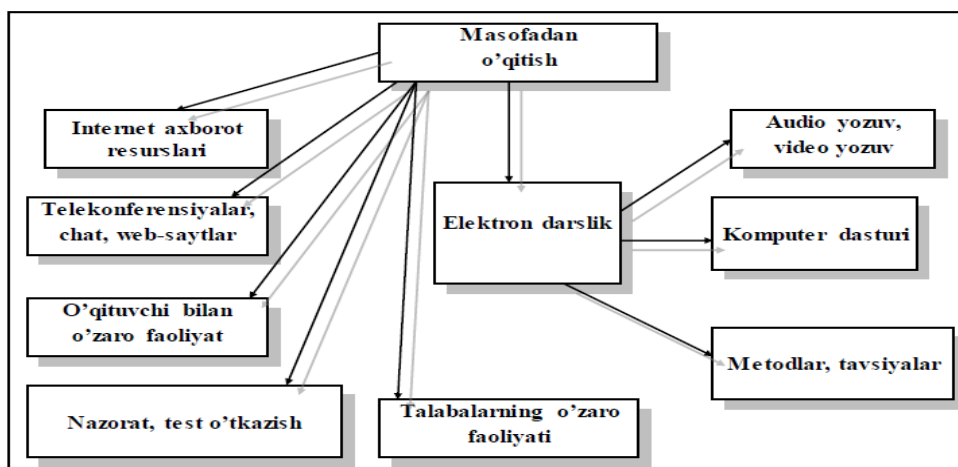 Masofadan
o'qitish
Internet axborot
resurslari
Audio yozuv,
video yozuv
Telekonferensiyalar,
chat, web-saytlar
Elektron darslik
Komputer dasturi
O'qituvchi bilan
o'zaro faoliyat
Metodlar, tavsiyalar
Nazorat, test o'tkazish
Talabalarning o'zaro
faoliyati